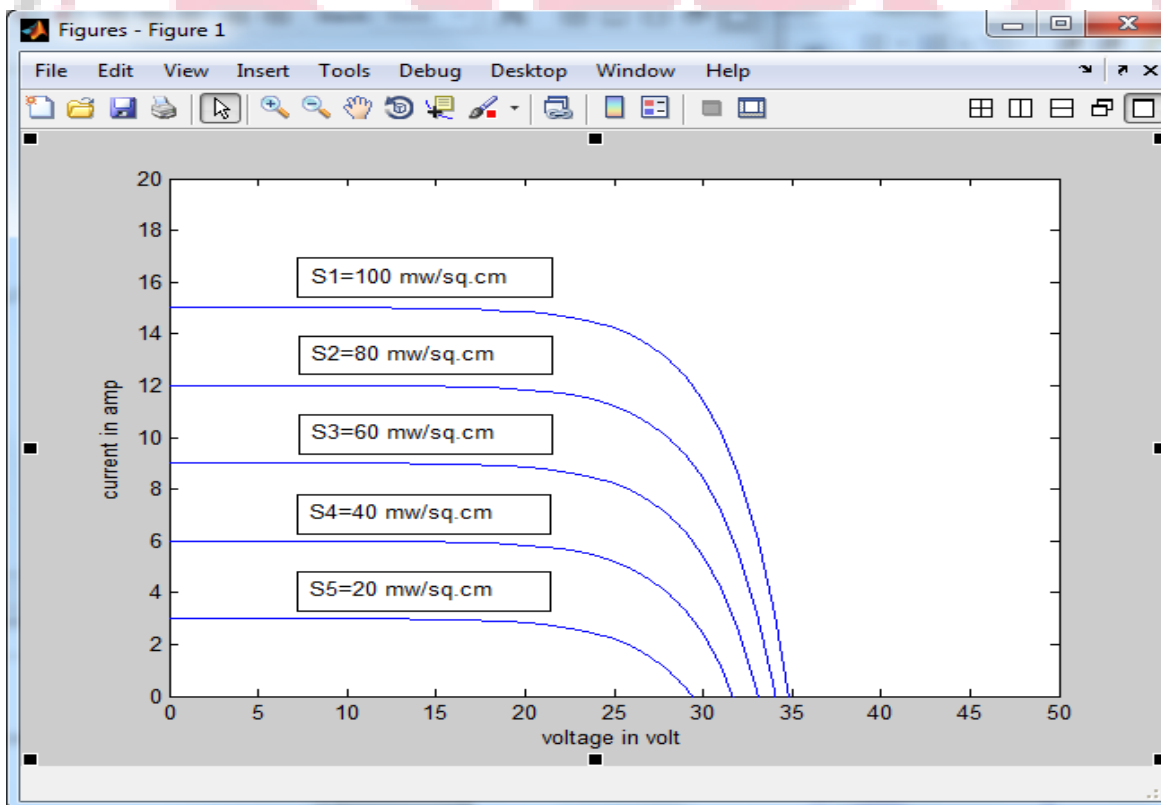 Figures - Figure 1
File Edit View Insert Tools Debug Desktop Window Help
20
18
16
14
12
10
8
6
4
2
0
current in amp
S1=100 mw/sq.cm
S2=80 mw/sq.cm
S3=60 mw/sq.cm
S4=40 mw/sq.cm
S5=20 mw/sq.cm
0 5 10 15 20 25 30 35 40 45 50
voltage in volt